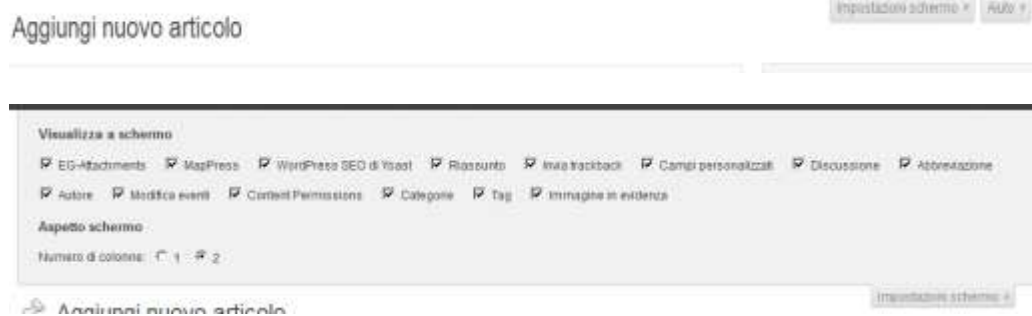 Impostazioni schermo Aiuto
Aggiungi nuovo articolo
Visualizza a schermo
EG-Attachments MapPress WordPress SEO di Yoast Riassunto Invia trackback Campi personalizzati Discussione Abbreviazione
Autore Modifica eventi Content Permissions Categorie Tag Immagine in evidenza
Aspetto schermo
Numero di colonne: 1 2
Impostazioni schermo
Aggiungi nuovo articolo